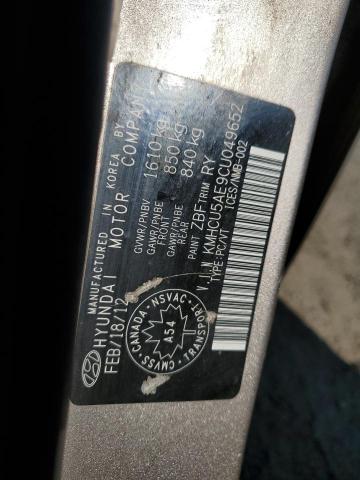 MANUFACTURED IN KOREA BY
HYUNDAI MOTOR COMPANY
FEB/18/12
GVWR/PNBV 1610 kg
GAWR/PNBE FRONT 850 kg
GAWR/PNBE REAR 840 kg
PAINT ZBF TRIM RY
V.I.N KMHCU5AE9CU049652
TYPE:PC/VT ICES/NMB-002
CANADA • NSVAC • TRANSPORT • CMVSS •
A54